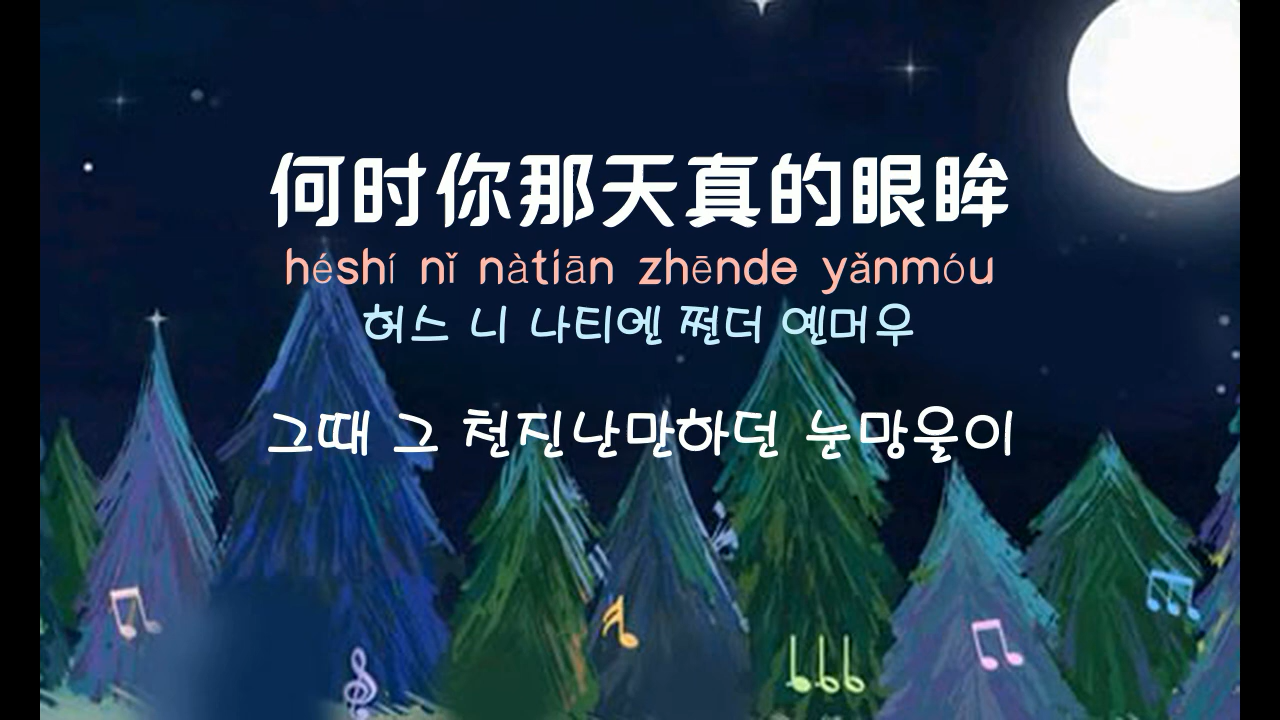 何时你那天真的眼眸
héshí nǐ nàtiān zhēnde yǎnmóu
허스 니 나티엔 쩐더 옌머우
그때 그 천진난만하던 눈망울이